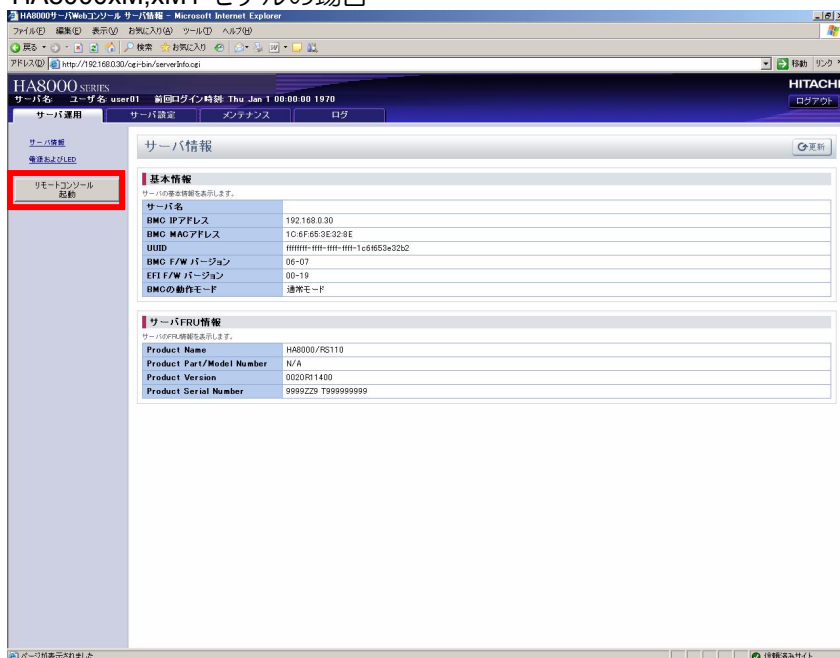 HA8000xM,xM1 モデルの場合
HA8000サーバWebコンソール サーバ情報 - Microsoft Internet Explorer
ファイル(F) 編集(E) 表示(V) お気に入り(A) ツール(T) ヘルプ(H)
戻る 検索 お気に入り
アドレス(D) http://192.168.0.30/cgi-bin/serverInfo.cgi 移動 リンク
HA8000 SERIES HITACHI
サーバ名: ユーザ名: user01 前回ログイン時刻: Thu Jan 1 00:00:00 1970 ログアウト
サーバ運用 サーバ設定 メンテナンス ログ
サーバ情報
電源およびLED
リモートコンソール
起動
サーバ情報 更新
基本情報
サーバの基本情報を表示します。
サーバ名
BMC IPアドレス 192.168.0.30
BMC MACアドレス 1C:6F:65:3E:32:8E
UUID ffffffff-ffff-ffff-ffff-1c6f653e32b2
BMC F/W バージョン 06-07
EFI F/W バージョン 00-19
BMCの動作モード 通常モード
サーバFRU情報
サーバのFRU情報を表示します。
Product Name HA8000/RS110
Product Part/Model Number N/A
Product Version 0020R11400
Product Serial Number 9999ZZ9 T999999999
ページが表示されました 信頼済みサイト